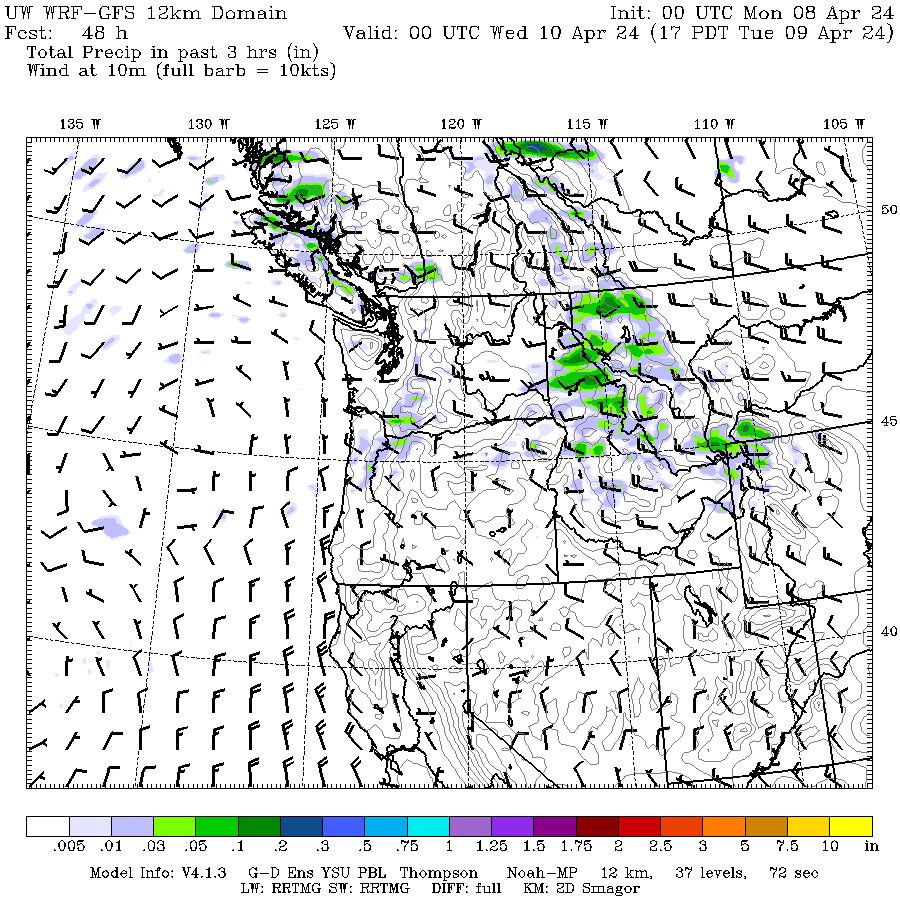 UW WRF-GFS 12km Domain Init: 00 UTC Mon 08 Apr 24
Fcst: 48 h Valid: 00 UTC Wed 10 Apr 24 (17 PDT Tue 09 Apr 24)
Total Precip in past 3 hrs (in)
Wind at 10m (full barb = 10kts)
135 W 130 W 125 W 120 W 115 W 110 W 105 W
50
45
40
.005 .01 .03 .05 .1 .2 .3 .5 .75 1 1.25 1.5 1.75 2 2.5 3 5 7.5 10 in
Model Info: V4.1.3 G-D Ens YSU PBL Thompson Noah-MP 12 km, 37 levels, 72 sec
LW: RRTMG SW: RRTMG DIFF: full KM: 2D Smagor